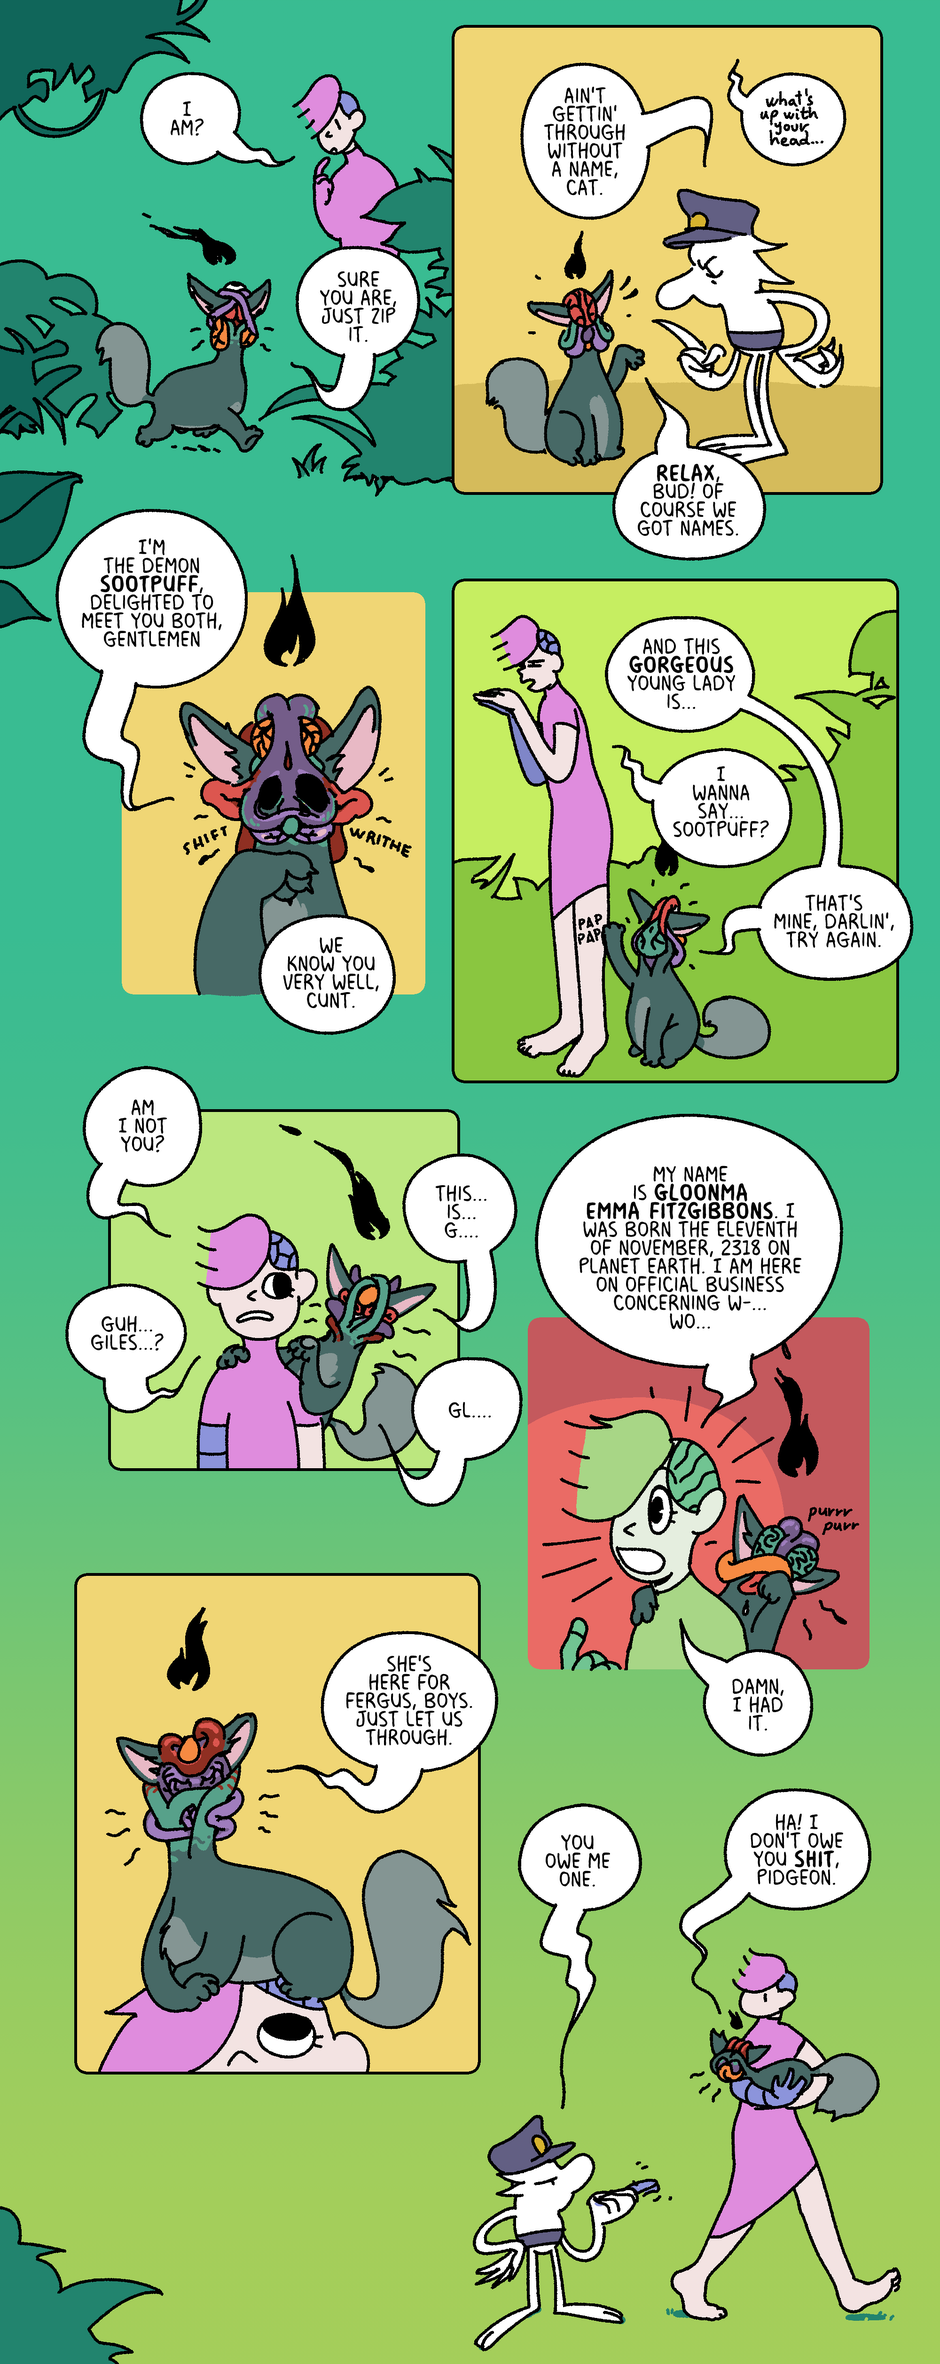 I
AM?
SURE
YOU ARE,
JUST ZIP
IT.
AIN'T
GETTIN'
THROUGH
WITHOUT
A NAME,
CAT.
what's
up with
your
head...
RELAX,
BUD! OF
COURSE WE
GOT NAMES.
I'M
THE DEMON
SOOTPUFF,
DELIGHTED TO
MEET YOU BOTH,
GENTLEMEN
SHIFT
WRITHE
WE
KNOW YOU
VERY WELL,
CUNT.
AND THIS
GORGEOUS
YOUNG LADY
IS...
I
WANNA
SAY...
SOOTPUFF?
THAT'S
MINE, DARLIN',
TRY AGAIN.
PAP
PAP
AM
I NOT
YOU?
THIS...
IS...
G....
GUH...
GILES...?
GL....
MY NAME
IS GLOONMA
EMMA FITZGIBBONS. I
WAS BORN THE ELEVENTH
OF NOVEMBER, 2318 ON
PLANET EARTH. I AM HERE
ON OFFICIAL BUSINESS
CONCERNING W-...
WO...
purrr
purr
DAMN,
I HAD
IT.
SHE'S
HERE FOR
FERGUS, BOYS.
JUST LET US
THROUGH.
YOU
OWE ME
ONE.
HA! I
DON'T OWE
YOU SHIT,
PIDGEON.